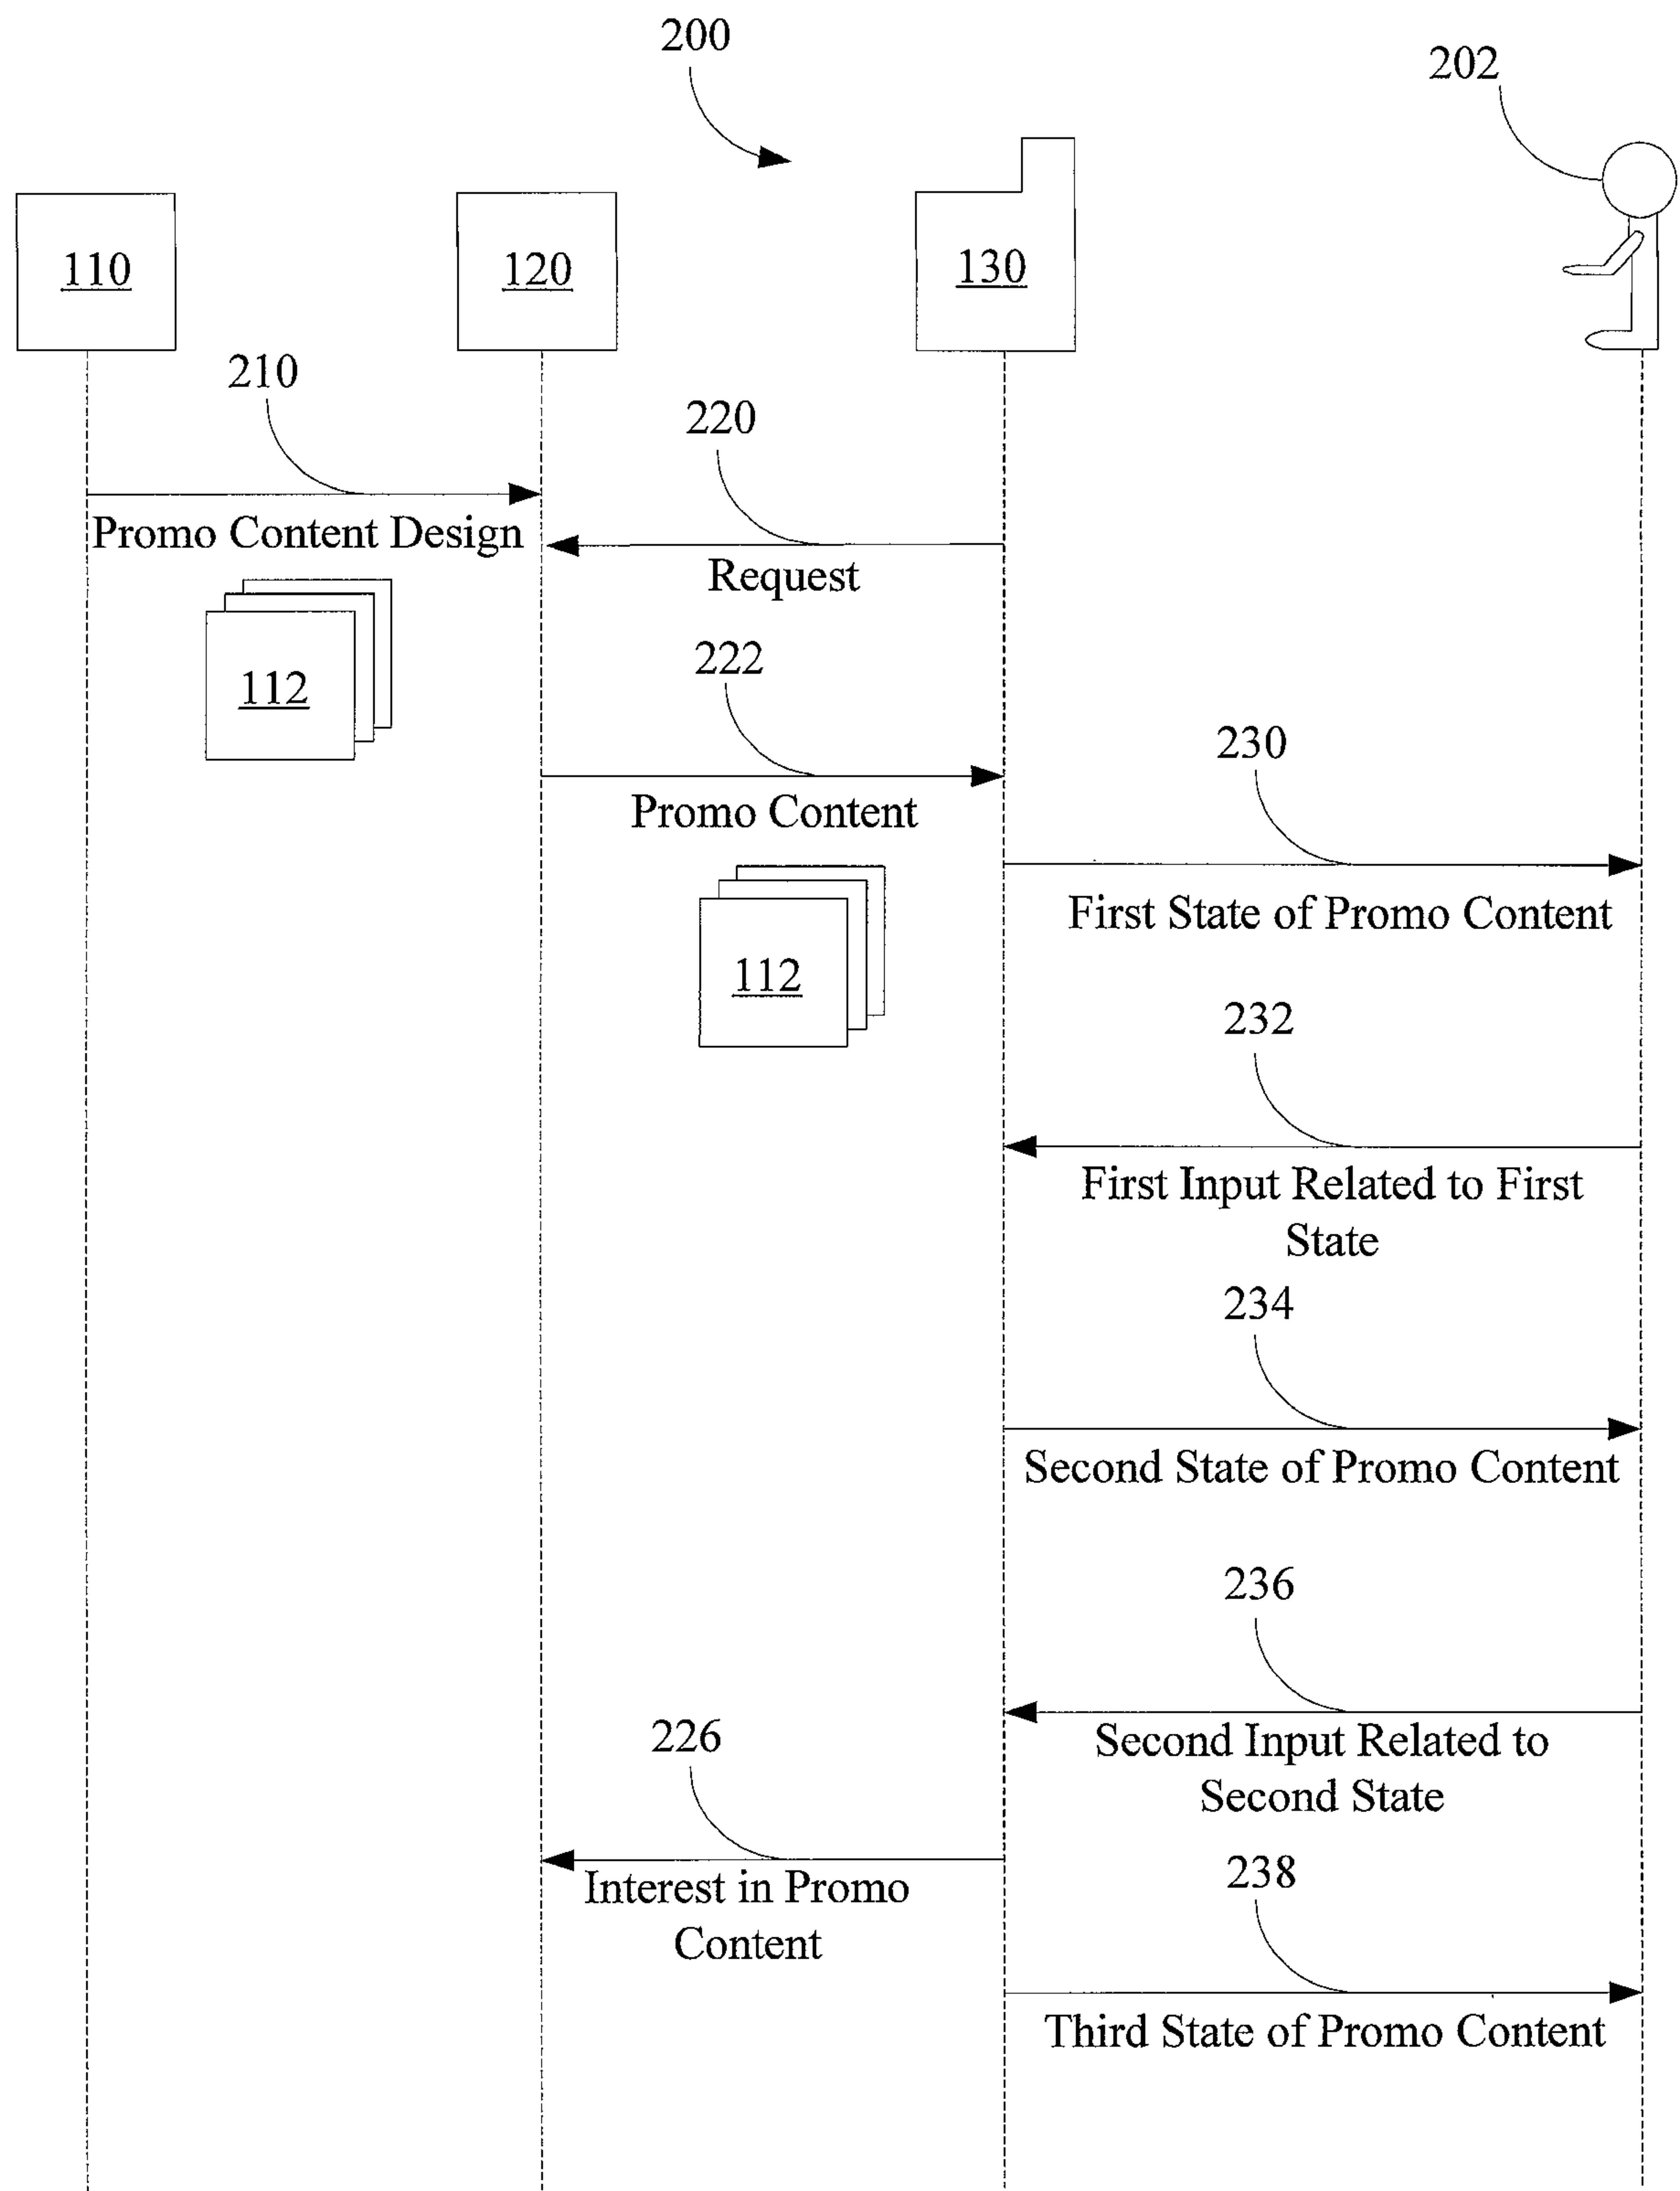 200
202
110
120
130
210
220
Promo Content Design
Request
112
222
230
Promo Content
First State of Promo Content
112
232
First Input Related to First
State
234
Second State of Promo Content
236
226
Second Input Related to
Second State
Interest in Promo
Content
238
Third State of Promo Content